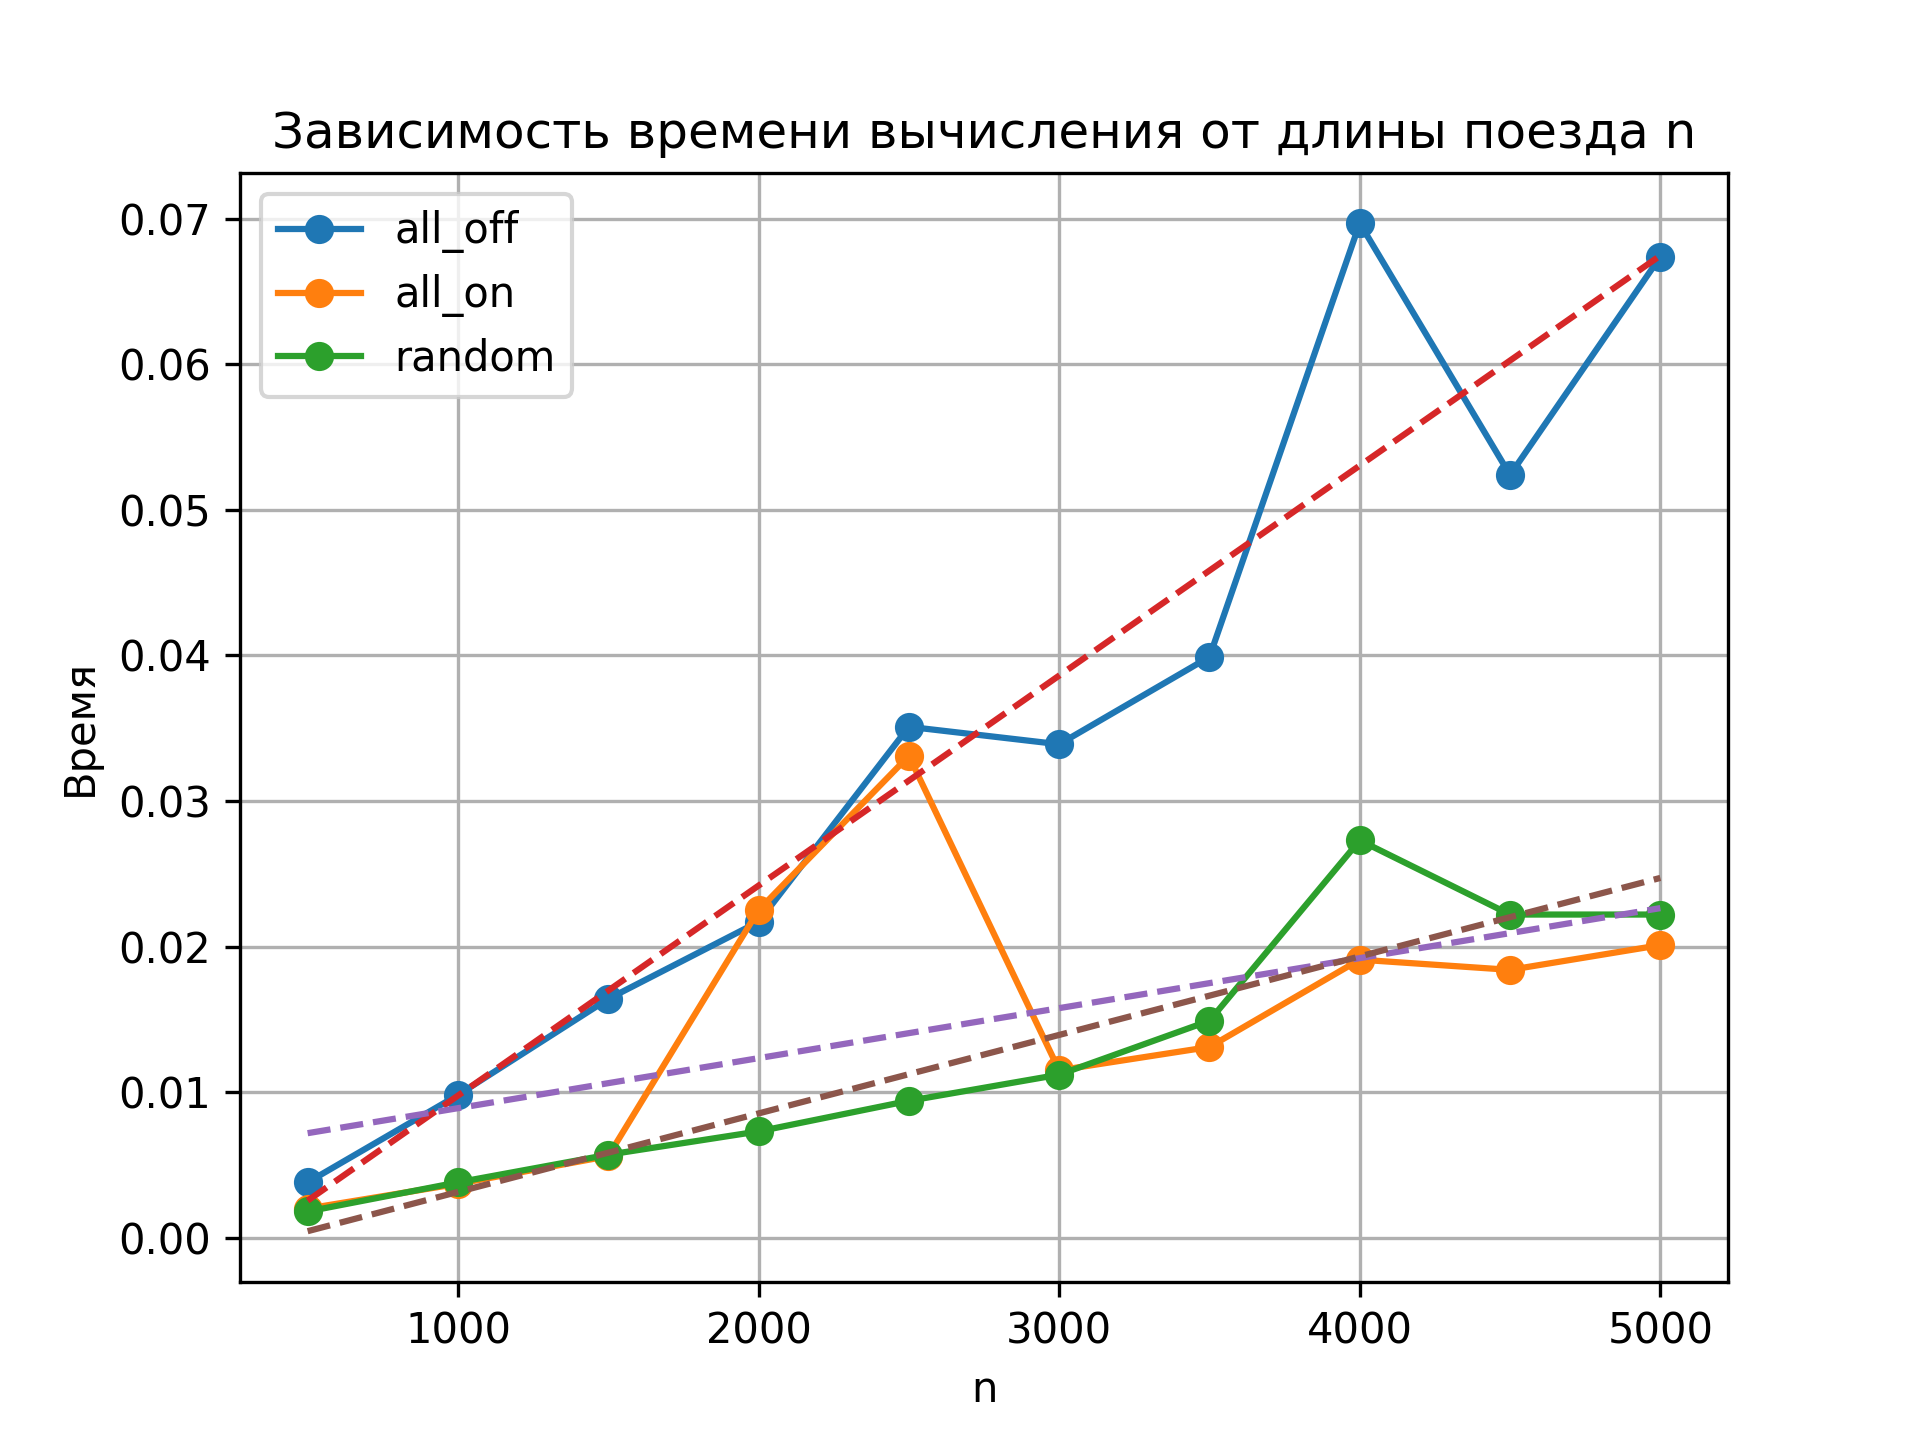 Зависимость времени вычисления от длины поезда n
all_off
all_on
random
0.07
0.06
0.05
0.04
0.03
0.02
0.01
0.00
Время
1000 2000 3000 4000 5000
n